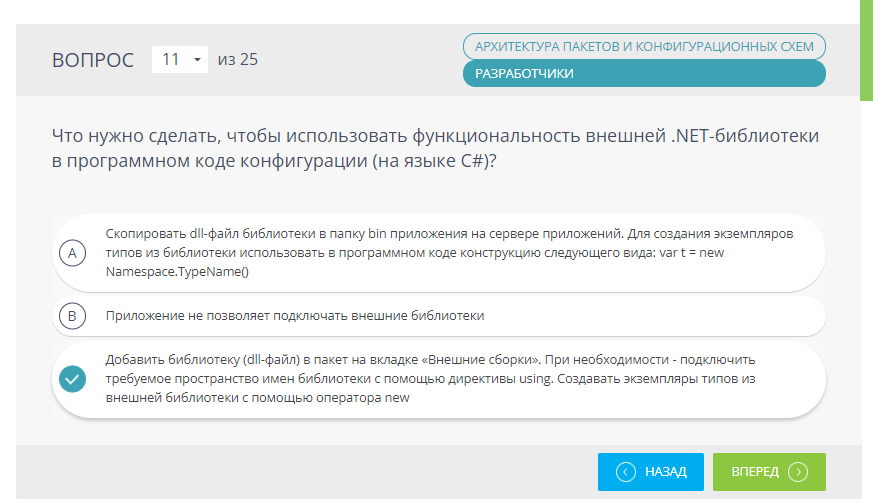 ВОПРОС 11 из 25
АРХИТЕКТУРА ПАКЕТОВ И КОНФИГУРАЦИОННЫХ СХЕМ
РАЗРАБОТЧИКИ
Что нужно сделать, чтобы использовать функциональность внешней .NET-библиотеки
в программном коде конфигурации (на языке C#)?
A
Скопировать dll-файл библиотеки в папку bin приложения на сервере приложений. Для создания экземпляров
типов из библиотеки использовать в программном коде конструкцию следующего вида: var t = new
Namespace.TypeName()
B
Приложение не позволяет подключать внешние библиотеки
Добавить библиотеку (dll-файл) в пакет на вкладке «Внешние сборки». При необходимости - подключить
требуемое пространство имен библиотеки с помощью директивы using. Создавать экземпляры типов из
внешней библиотеки с помощью оператора new
НАЗАД
ВПЕРЕД